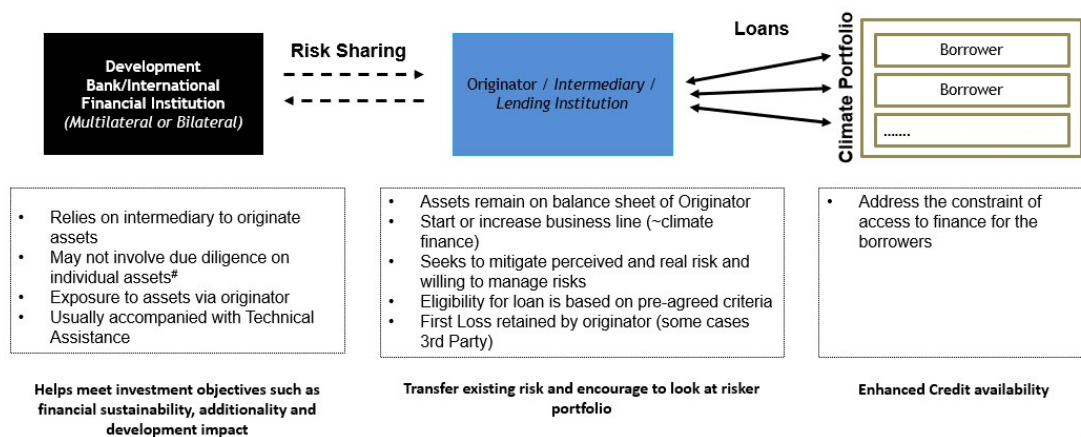 Development
Bank/International
Financial Institution
(Multilateral or Bilateral)
Risk Sharing
Originator / Intermediary /
Lending Institution
Loans
Climate Portfolio
Borrower
Borrower
.......
• Relies on intermediary to originate
assets
• May not involve due diligence on
individual assets#
• Exposure to assets via originator
• Usually accompanied with Technical
Assistance
• Assets remain on balance sheet of Originator
• Start or increase business line (~climate
finance)
• Seeks to mitigate perceived and real risk and
willing to manage risks
• Eligibility for loan is based on pre-agreed criteria
• First Loss retained by originator (some cases
3rd Party)
• Address the constraint of
access to finance for the
borrowers
Helps meet investment objectives such as
financial sustainability, additionality and
development impact
Transfer existing risk and encourage to look at risker
portfolio
Enhanced Credit availability